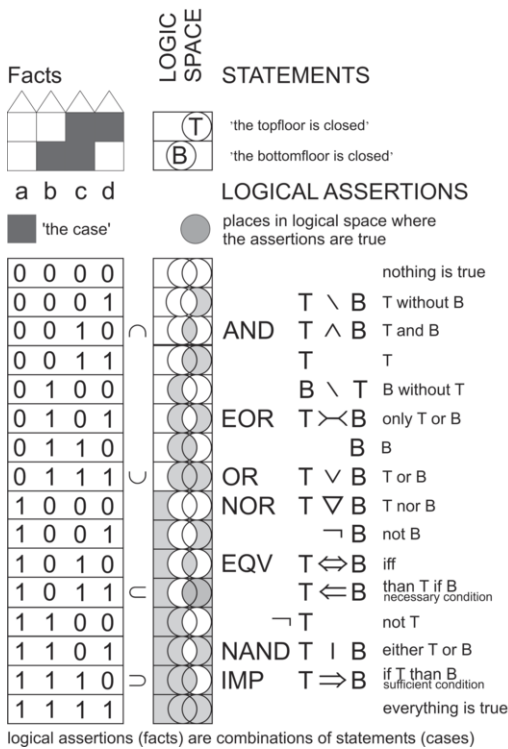 LOGIC SPACE
Facts STATEMENTS
T 'the topfloor is closed'
B 'the bottomfloor is closed'
a b c d LOGICAL ASSERTIONS
'the case' places in logical space where
the assertions are true
0 0 0 0 nothing is true
0 0 0 1 T \ B T without B
0 0 1 0 ∩ AND T ∧ B T and B
0 0 1 1 T T
0 1 0 0 B \ T B without T
0 1 0 1 EOR T >–< B only T or B
0 1 1 0 B B
0 1 1 1 ∪ OR T ∨ B T or B
1 0 0 0 NOR T ∇ B T nor B
1 0 0 1 ¬ B not B
1 0 1 0 EQV T ⇔ B iff
1 0 1 1 ⊂ T ⇐ B than T if B necessary condition
1 1 0 0 ¬ T not T
1 1 0 1 NAND T | B either T or B
1 1 1 0 ⊃ IMP T ⇒ B if T than B sufficient condition
1 1 1 1 everything is true
logical assertions (facts) are combinations of statements (cases)